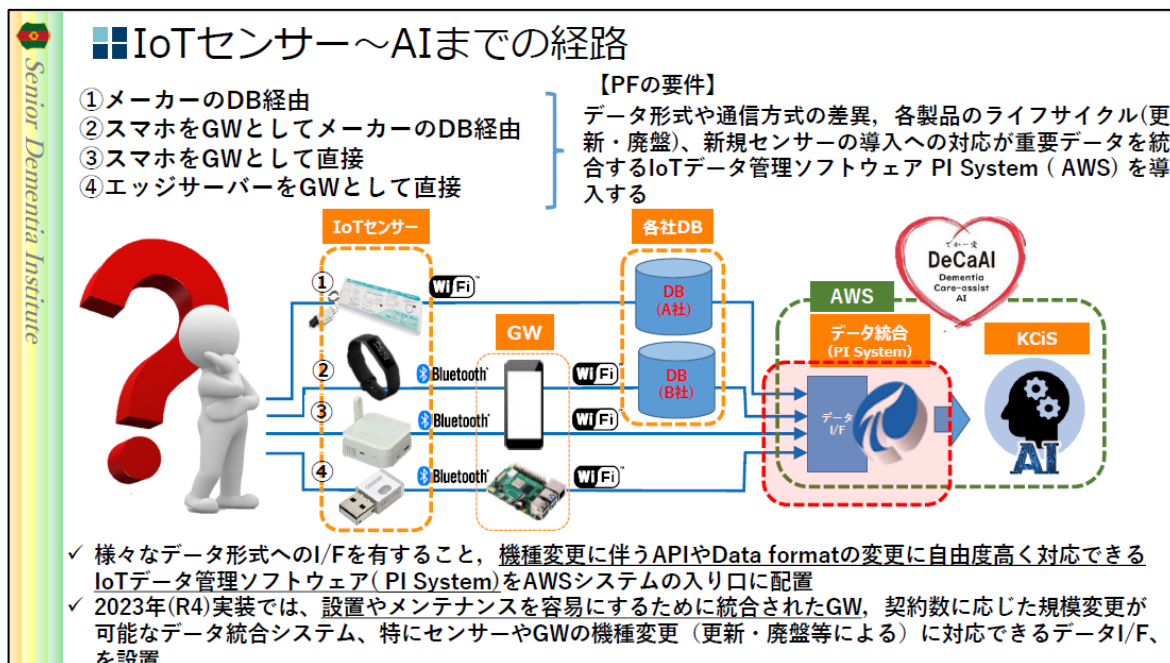 Senior Dementia Institute
IoTセンサー～AIまでの経路
①メーカーのDB経由
②スマホをGWとしてメーカーのDB経由
③スマホをGWとして直接
④エッジサーバーをGWとして直接
【PFの要件】
データ形式や通信方式の差異，各製品のライフサイクル(更
新・廃盤)、新規センサーの導入への対応が重要データを統
合するIoTデータ管理ソフトウェア PI System ( AWS) を導
入する
IoTセンサー
各社DB
でかー愛
DeCaAI
Dementia
Care-assist
AI
①
WiFi™
DB
(A社)
AWS
GW
データ統合
(PI System)
KCiS
②
Bluetooth
WiFi™
DB
(B社)
③
Bluetooth
WiFi™
データ
I/F
④
Bluetooth
WiFi™
AI
✓ 様々なデータ形式へのI/Fを有すること，機種変更に伴うAPIやData formatの変更に自由度高く対応できる
IoTデータ管理ソフトウェア( PI System)をAWSシステムの入り口に配置
✓ 2023年(R4)実装では、設置やメンテナンスを容易にするために統合されたGW，契約数に応じた規模変更が
可能なデータ統合システム、特にセンサーやGWの機種変更（更新・廃盤等による）に対応できるデータI/F、
を設置